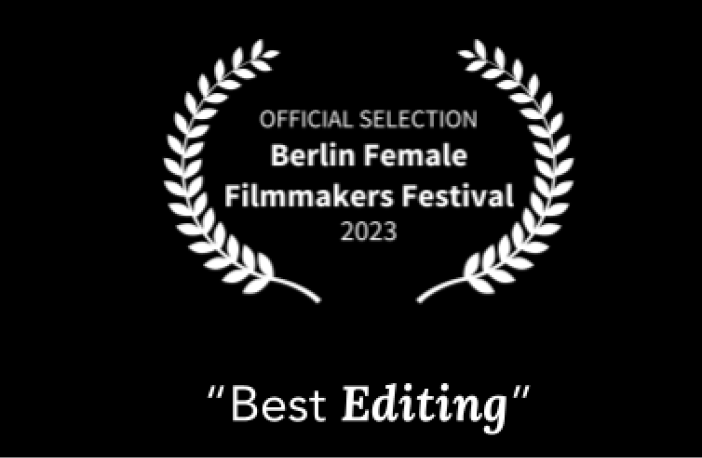 OFFICIAL SELECTION
Berlin Female
Filmmakers Festival
2023
“Best Editing”